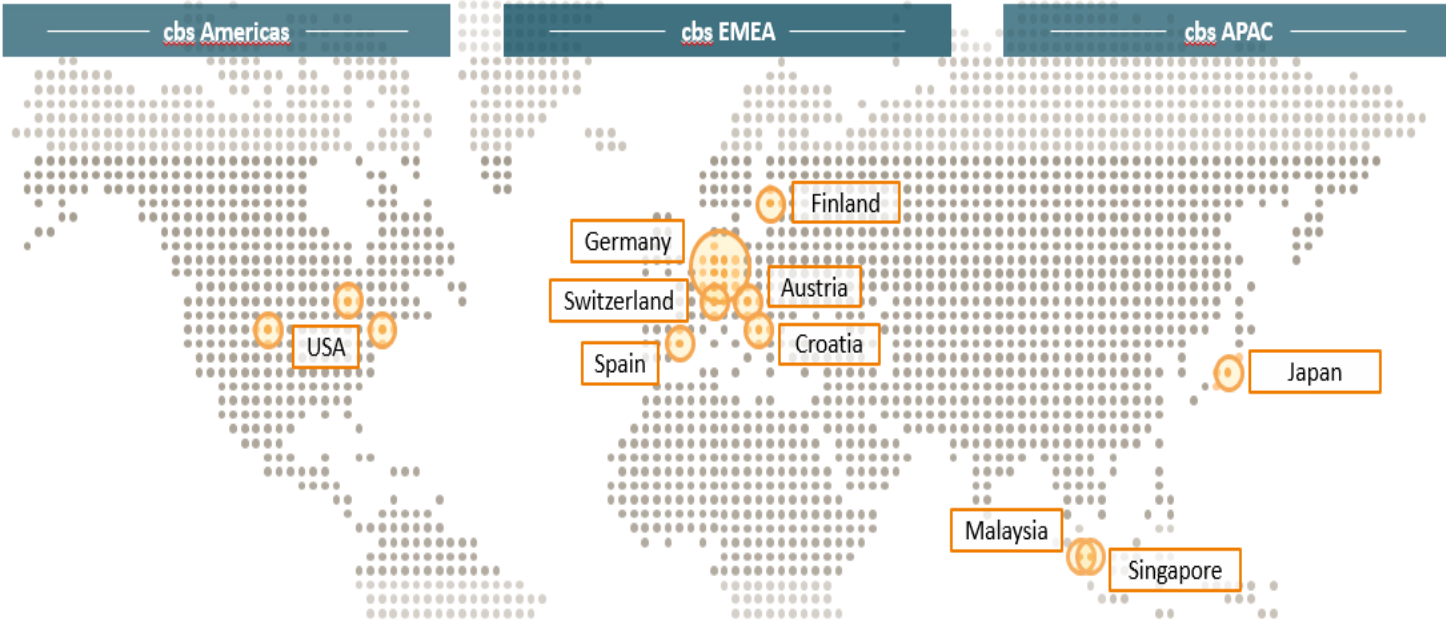 cbs Americas
cbs EMEA
cbs APAC
Finland
Germany
Austria
Switzerland
USA
Croatia
Spain
Japan
Malaysia
Singapore